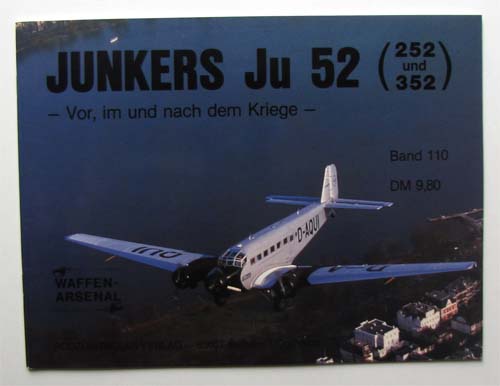 JUNKERS Ju 52 (252 und 352)
– Vor, im und nach dem Kriege –
Band 110
DM 9,80
D-AQUI
WAFFEN-
ARSENAL